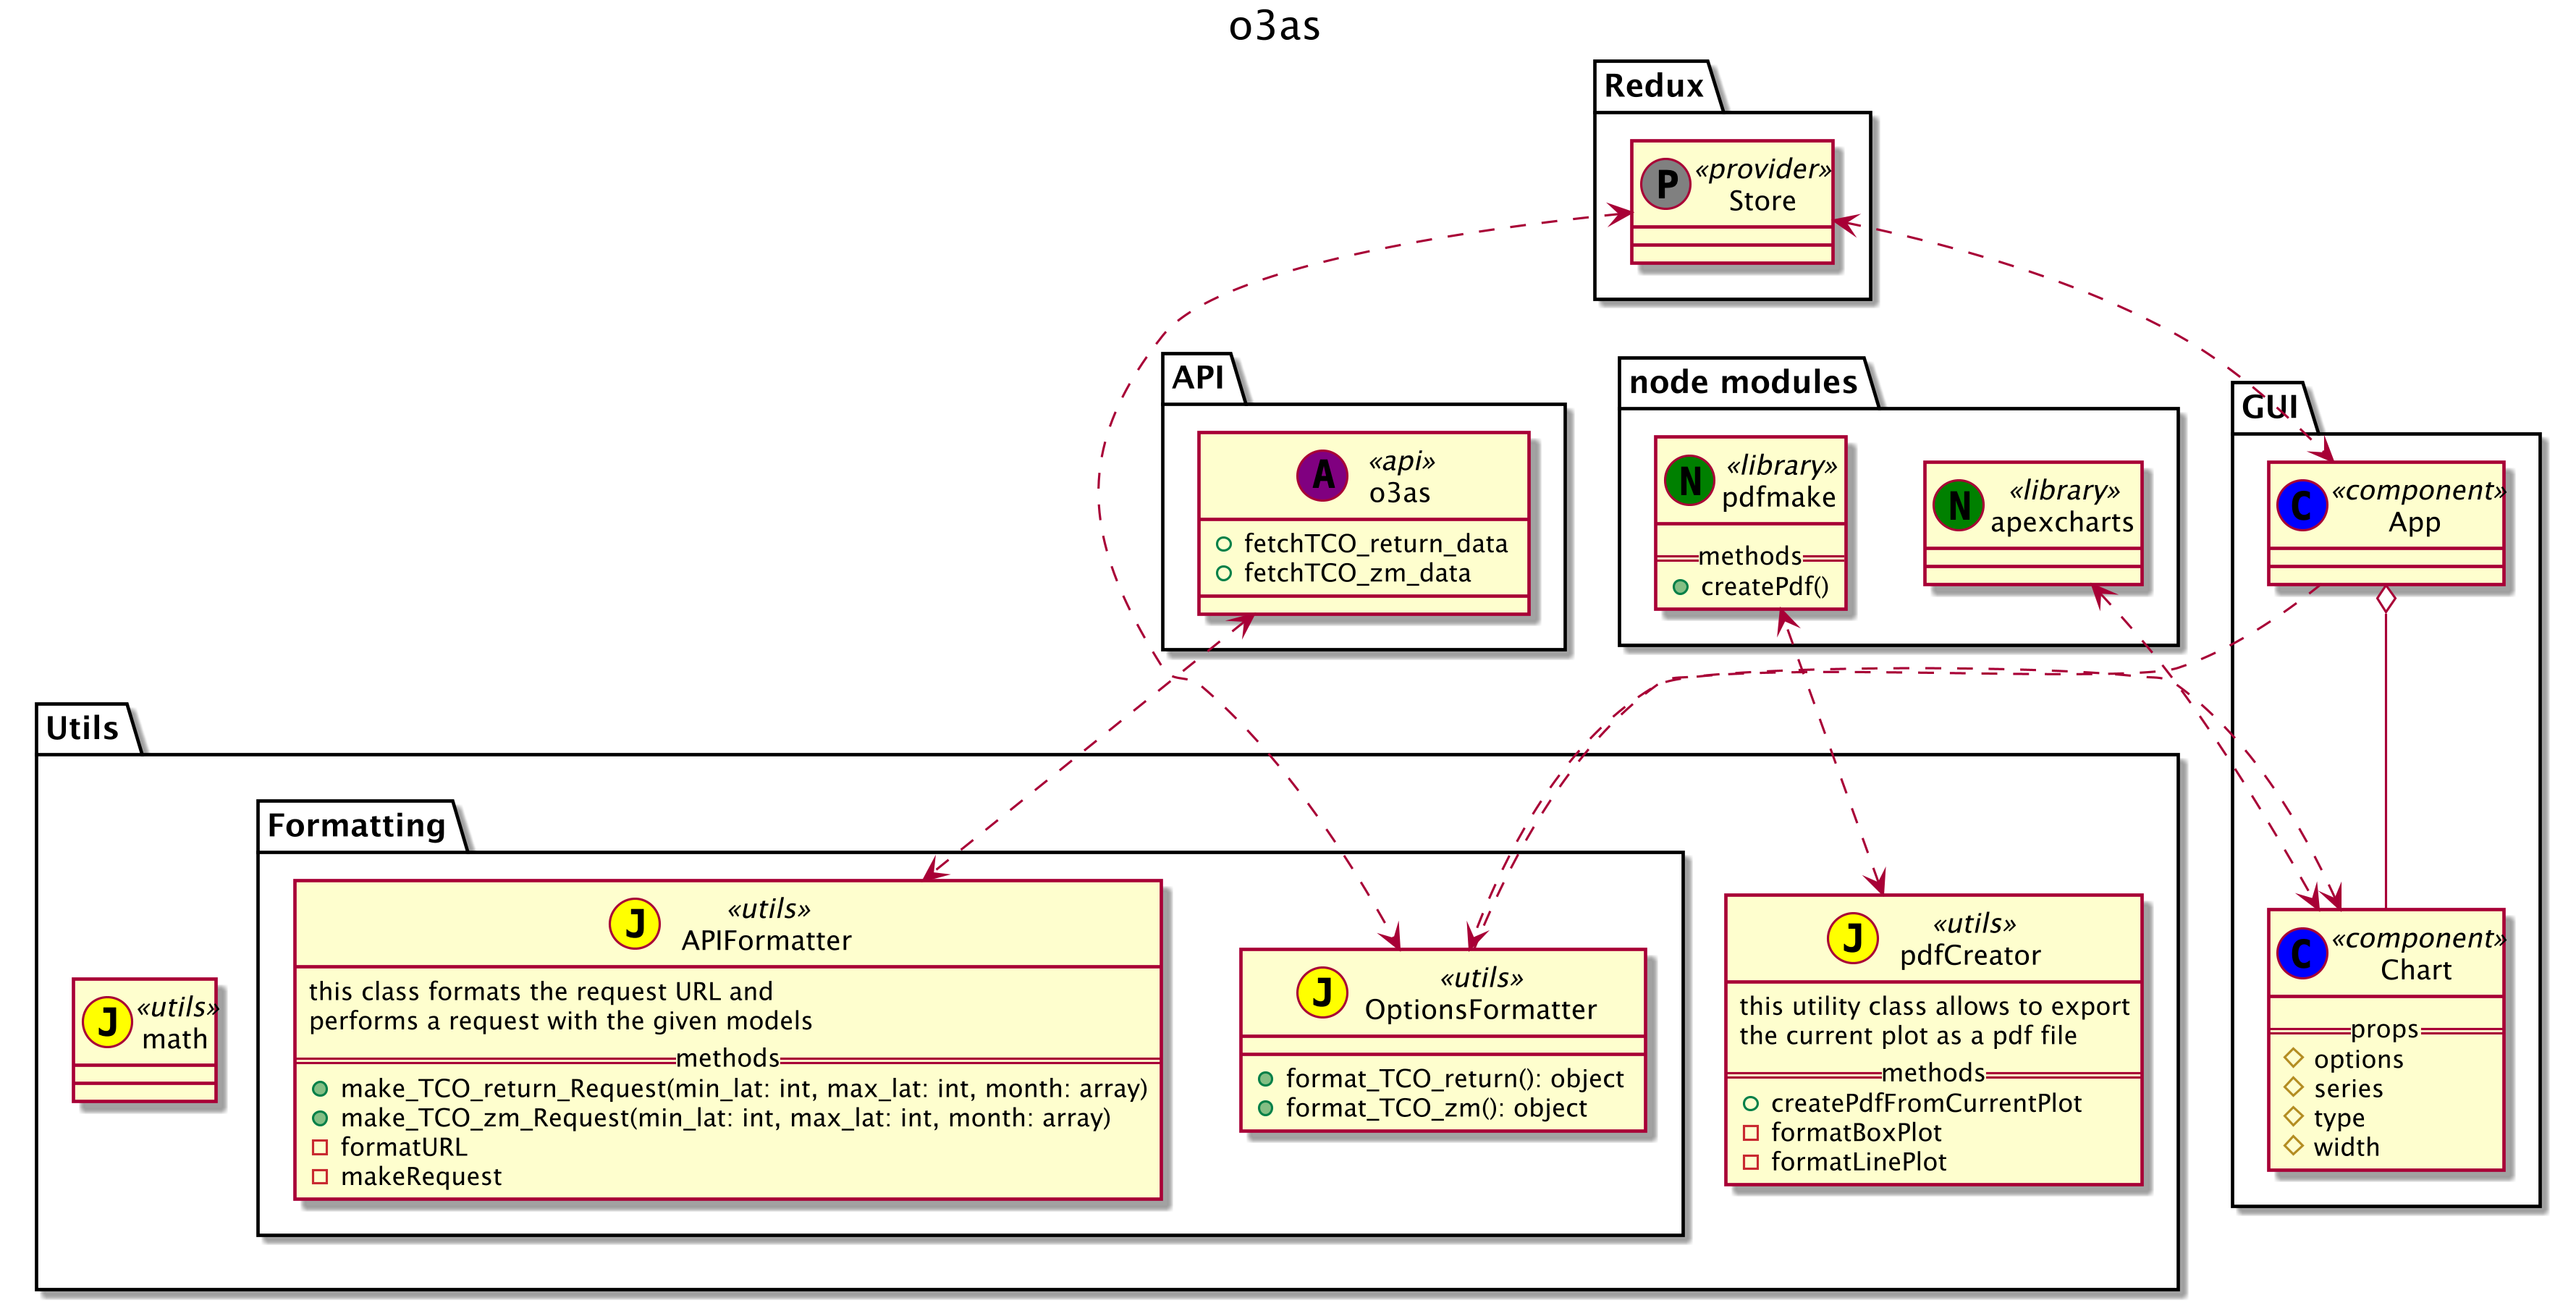 o3as
Redux
P
«provider»
Store
API
A
«api»
o3as
fetchTCO_return_data
fetchTCO_zm_data
node modules
N
«library»
pdfmake
methods
createPdf()
N
«library»
apexcharts
GUI
C
«component»
App
Utils
Formatting
J
«utils»
APIFormatter
this class formats the request URL and
performs a request with the given models
methods
make_TCO_return_Request(min_lat: int, max_lat: int, month: array)
make_TCO_zm_Request(min_lat: int, max_lat: int, month: array)
formatURL
makeRequest
J
«utils»
math
J
«utils»
OptionsFormatter
format_TCO_return(): object
format_TCO_zm(): object
J
«utils»
pdfCreator
this utility class allows to export
the current plot as a pdf file
methods
createPdfFromCurrentPlot
formatBoxPlot
formatLinePlot
C
«component»
Chart
props
options
series
type
width